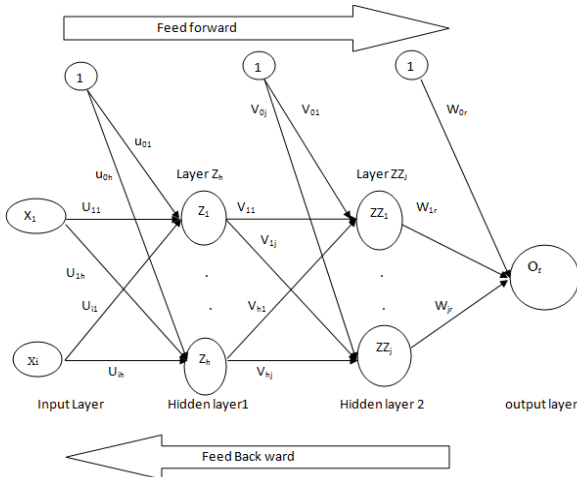 Feed forward
1
1
1
V₀ⱼ
V₀₁
W₀ᵣ
u₀₁
u₀ₕ
Layer Zₕ
Layer ZZⱼ
X₁
U₁₁
Z₁
V₁₁
ZZ₁
W₁ᵣ
V₁ⱼ
U₁ₕ
.
.
Oᵣ
Uᵢ₁
.
Vₕ₁
.
Wⱼᵣ
Xi
Uᵢₕ
Zₕ
Vₕⱼ
ZZⱼ
Input Layer
Hidden layer1
Hidden layer 2
output layer
Feed Back ward